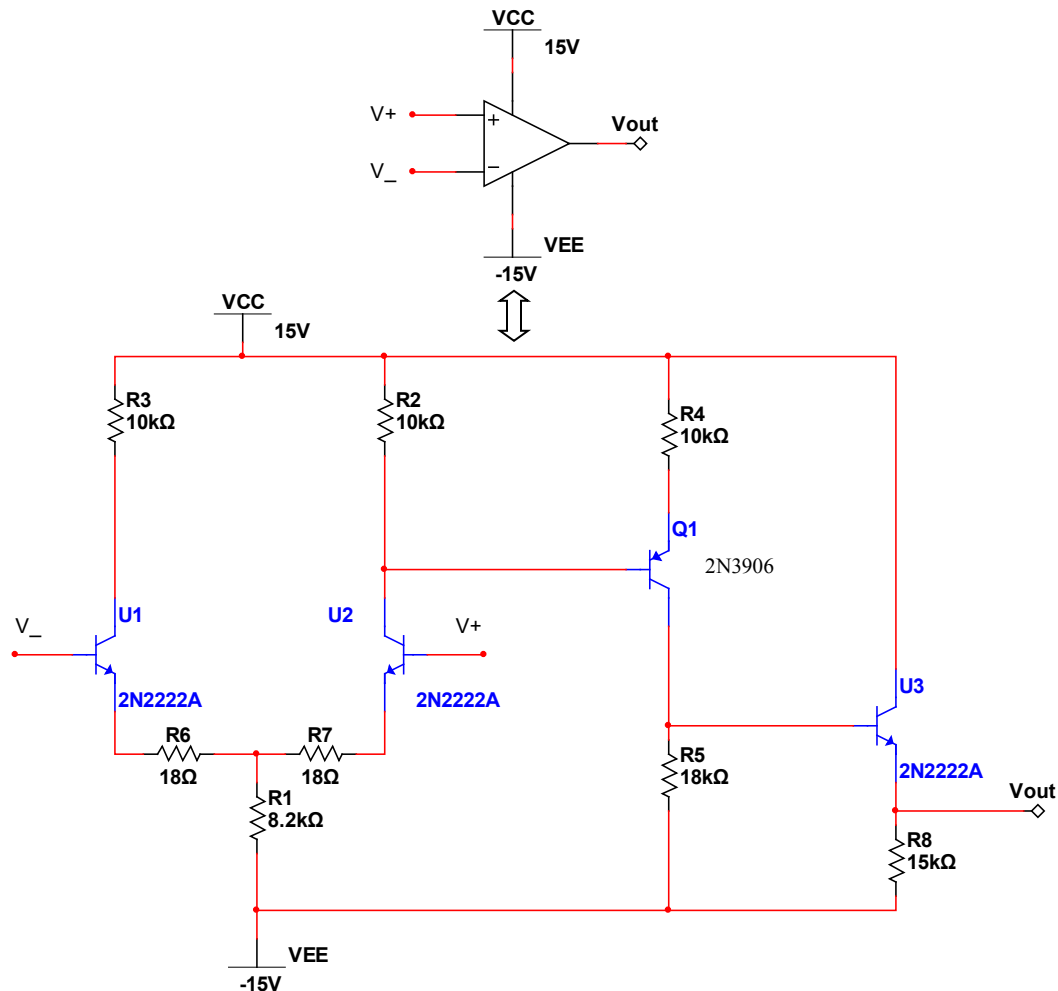 VCC
15V
V+
+
Vout
V_
−
VEE
-15V
VCC
15V
R3
10kΩ
R2
10kΩ
R4
10kΩ
Q1
2N3906
V_
U1
U2
V+
2N2222A
2N2222A
U3
2N2222A
R6
18Ω
R7
18Ω
R1
8.2kΩ
R5
18kΩ
Vout
R8
15kΩ
VEE
-15V